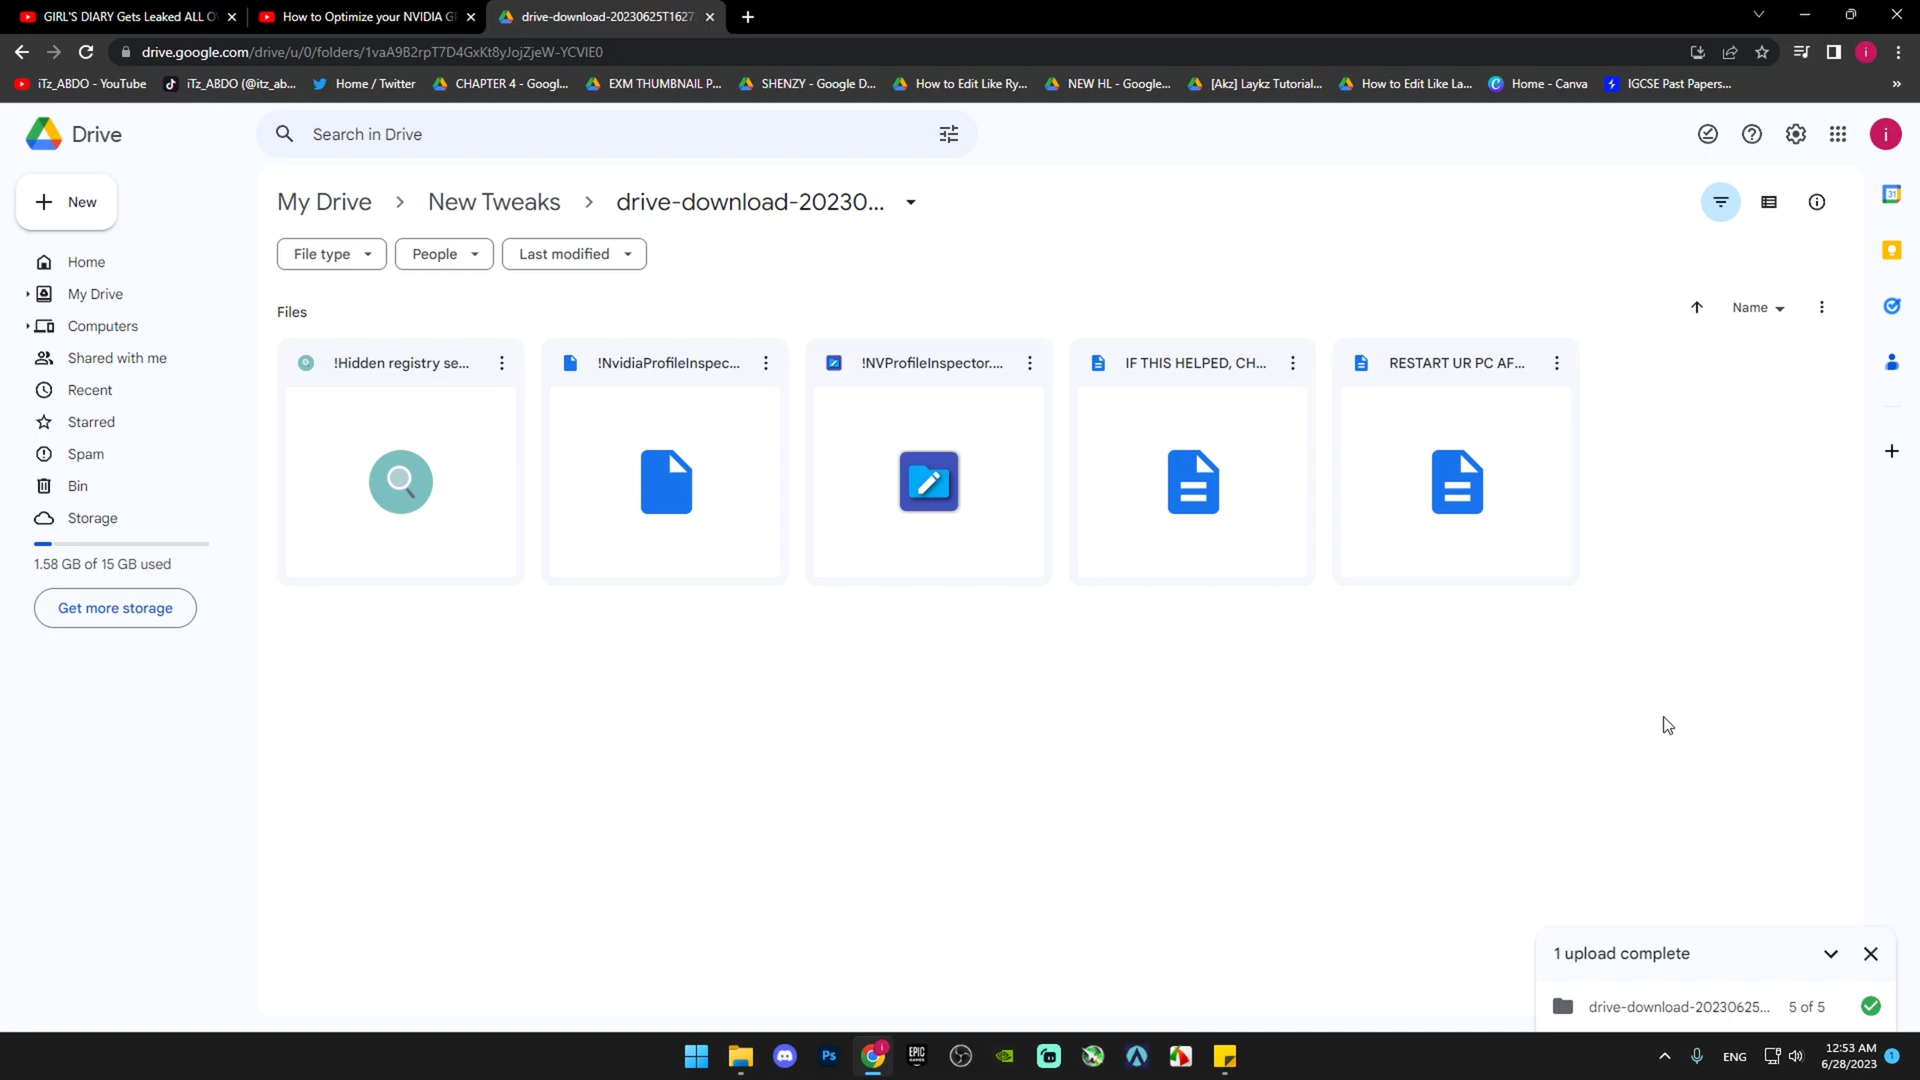 GIRL'S DIARY Gets Leaked ALL O
How to Optimize your NVIDIA G
drive-download-20230625T1627
drive.google.com/drive/u/0/folders/1vaA9B2rpT7D4GxKt8yJojZjeW-YCVIE0
iTz_ABDO - YouTube
iTz_ABDO (@itz_ab...
Home / Twitter
CHAPTER 4 - Googl...
EXM THUMBNAIL P...
SHENZY - Google D...
How to Edit Like Ry...
NEW HL - Google...
[Akz] Laykz Tutorial...
How to Edit Like La...
Home - Canva
IGCSE Past Papers...
Drive
Search in Drive
New
My Drive > New Tweaks > drive-download-20230...
File type
People
Last modified
Home
My Drive
Computers
Shared with me
Recent
Starred
Spam
Bin
Storage
1.58 GB of 15 GB used
Get more storage
Files
Name
!Hidden registry se...
!NvidiaProfileInspec...
!NVProfileInspector....
IF THIS HELPED, CH...
RESTART UR PC AF...
1 upload complete
drive-download-20230625...
5 of 5
ENG
12:53 AM
6/28/2023
1